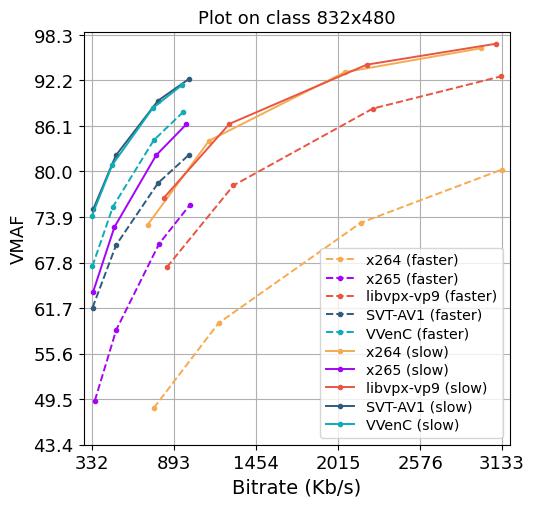 Plot on class 832x480
98.3
92.2
86.1
80.0
73.9
67.8
61.7
55.6
49.5
43.4
VMAF
x264 (faster)
x265 (faster)
libvpx-vp9 (faster)
SVT-AV1 (faster)
VVenC (faster)
x264 (slow)
x265 (slow)
libvpx-vp9 (slow)
SVT-AV1 (slow)
VVenC (slow)
332 893 1454 2015 2576 3133
Bitrate (Kb/s)